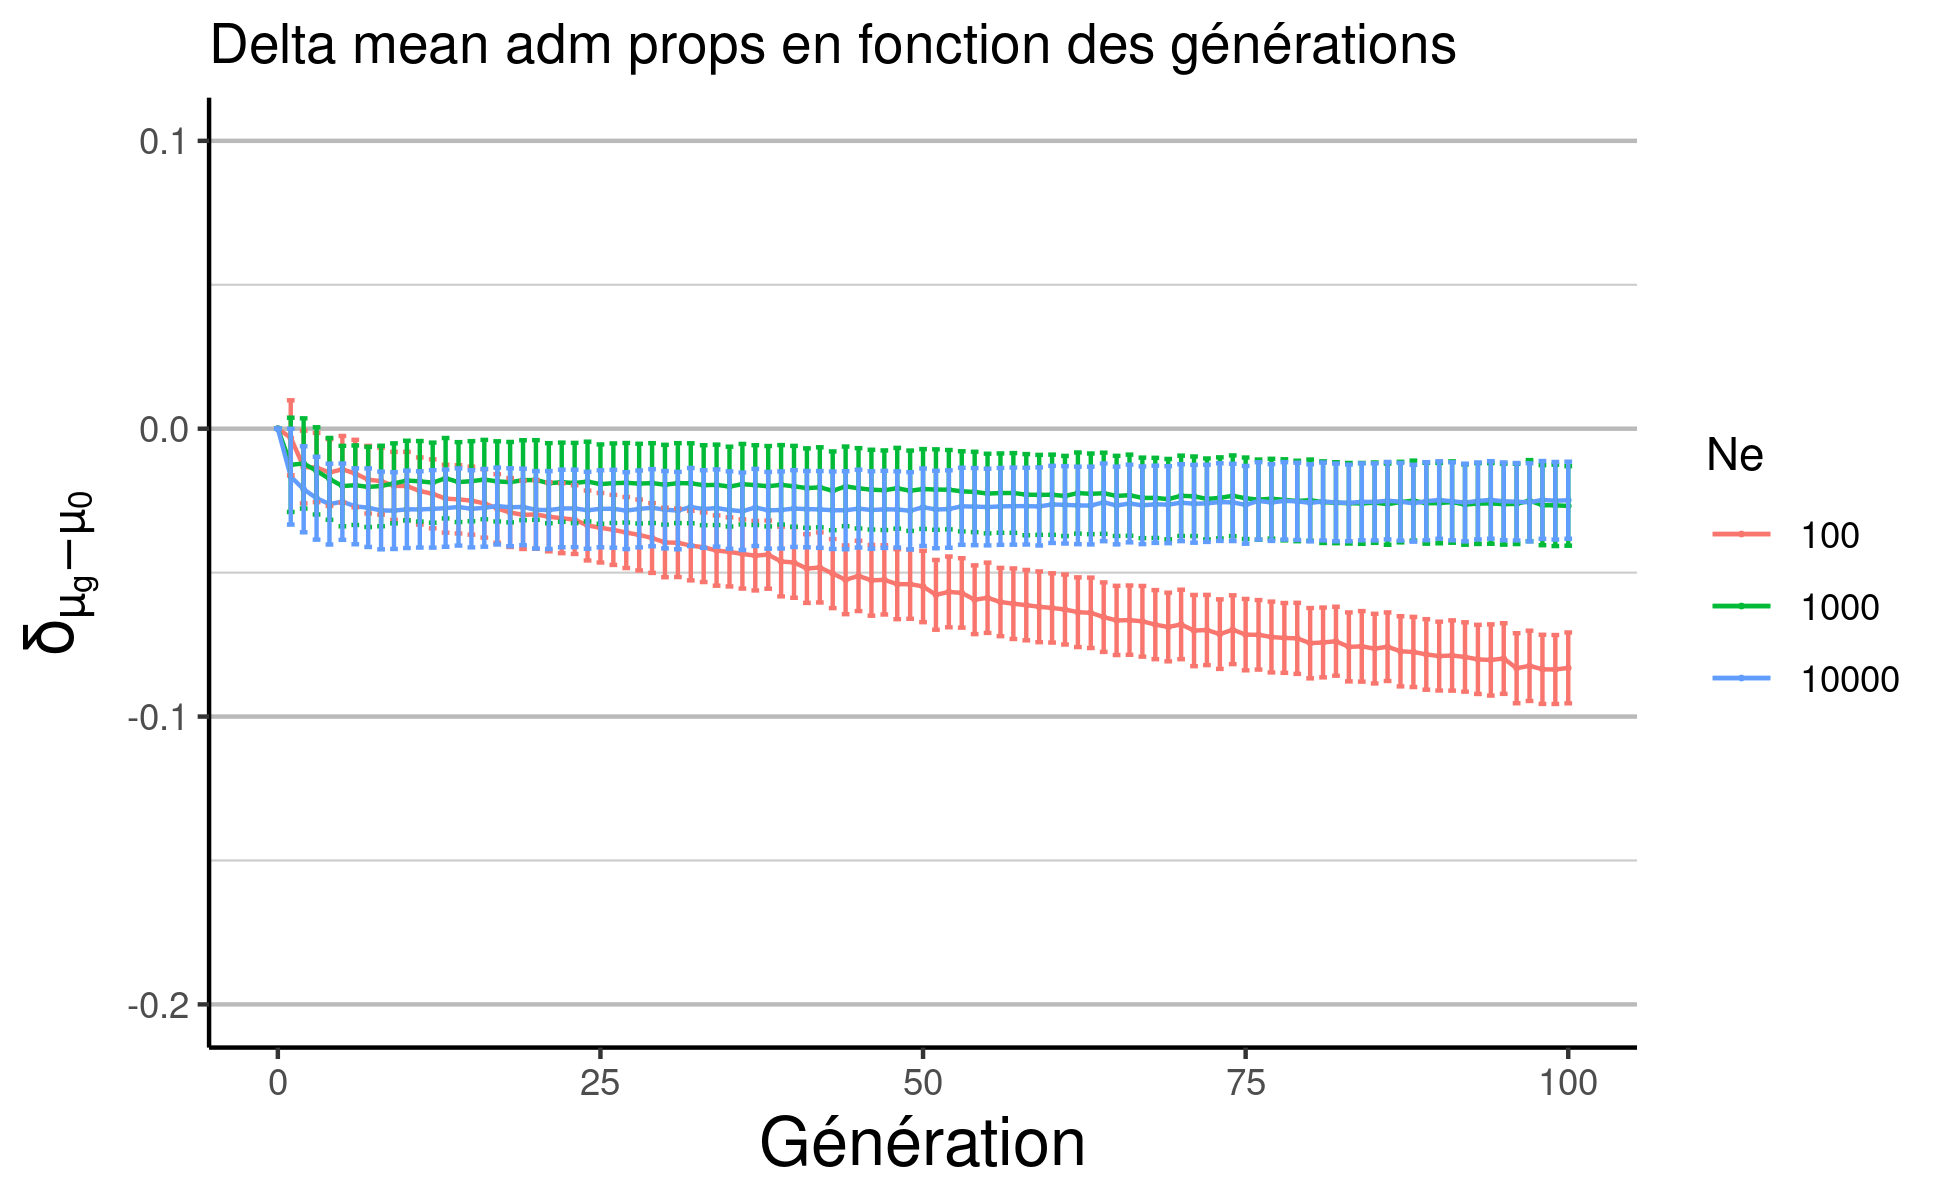 Delta mean adm props en fonction des générations
δμg−μ0
0.1
0.0
-0.1
-0.2
0 25 50 75 100
Génération
Ne
100
1000
10000